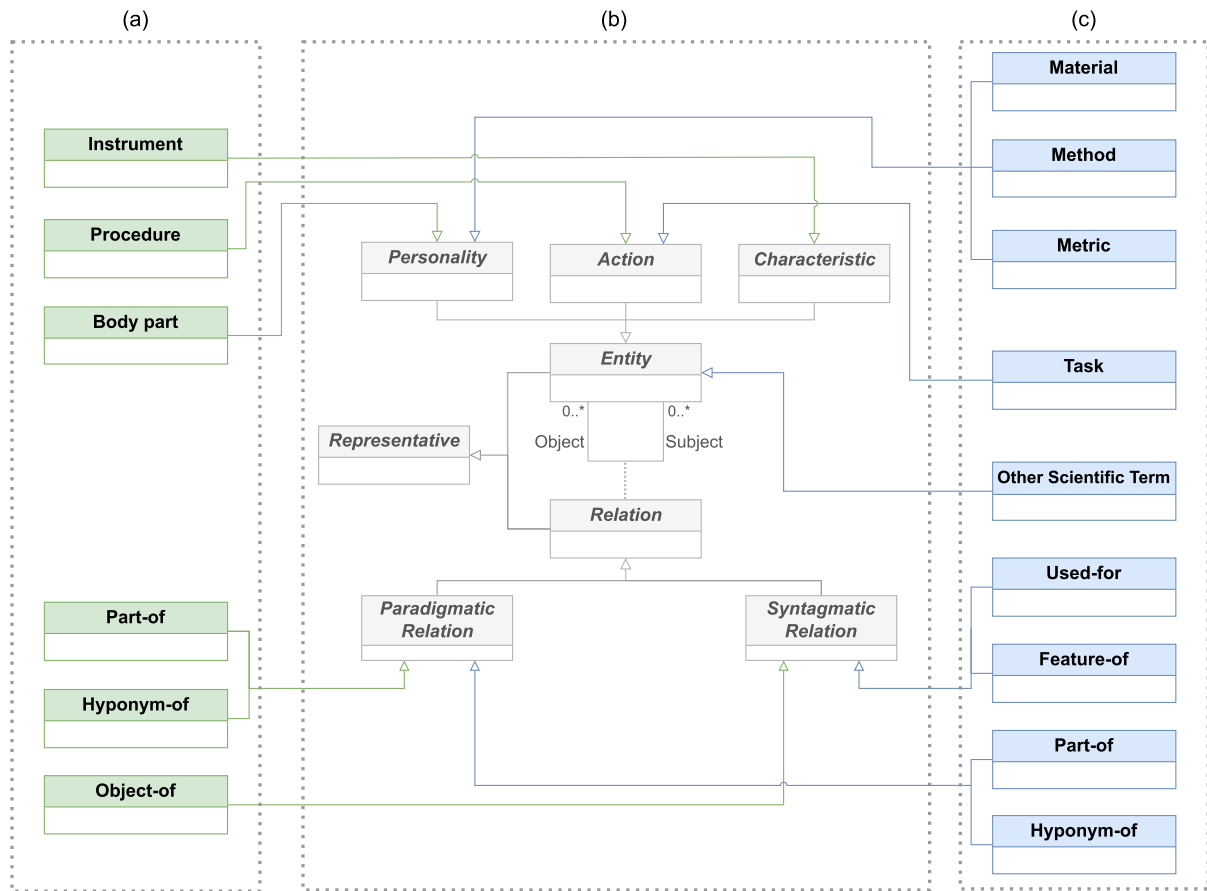 (a)
(b)
(c)
Instrument
Procedure
Body part
Part-of
Hyponym-of
Object-of
Personality
Action
Characteristic
Entity
0..*
0..*
Object
Subject
Representative
Relation
Paradigmatic
Relation
Syntagmatic
Relation
Material
Method
Metric
Task
Other Scientific Term
Used-for
Feature-of
Part-of
Hyponym-of